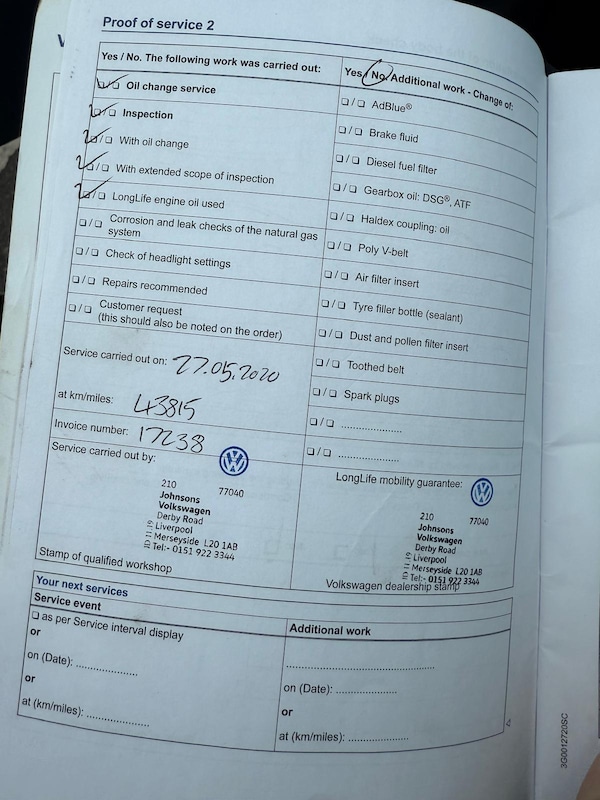 Proof of service 2
Yes / No. The following work was carried out:
☑/☐ Oil change service
☑/☐ Inspection
☑/☐ With oil change
☑/☐ With extended scope of inspection
☑/☐ LongLife engine oil used
☐/☐ Corrosion and leak checks of the natural gas
system
☐/☐ Check of headlight settings
☐/☐ Repairs recommended
☐/☐ Customer request
(this should also be noted on the order)
Service carried out on: 27.05.2020
at km/miles: 43815
Invoice number: 17238
Service carried out by:
210 77040
Johnsons
Volkswagen
Derby Road
Liverpool
Merseyside L20 1AB
Tel:- 0151 922 3344
Stamp of qualified workshop
Yes / No. Additional work - Change of:
☐/☐ AdBlue®
☐/☐ Brake fluid
☐/☐ Diesel fuel filter
☐/☐ Gearbox oil: DSG®, ATF
☐/☐ Haldex coupling: oil
☐/☐ Poly V-belt
☐/☐ Air filter insert
☐/☐ Tyre filler bottle (sealant)
☐/☐ Dust and pollen filter insert
☐/☐ Toothed belt
☐/☐ Spark plugs
☐/☐ .....................
☐/☐ .....................
LongLife mobility guarantee:
210 77040
Johnsons
Volkswagen
Derby Road
Liverpool
Merseyside L20 1AB
Tel:- 0151 922 3344
Volkswagen dealership stamp
Your next services
Service event
☐ as per Service interval display
or
on (Date): .....................
or
at (km/miles): .....................
Additional work
..................................................
on (Date): .....................
or
at (km/miles): .....................
3G0012720SC